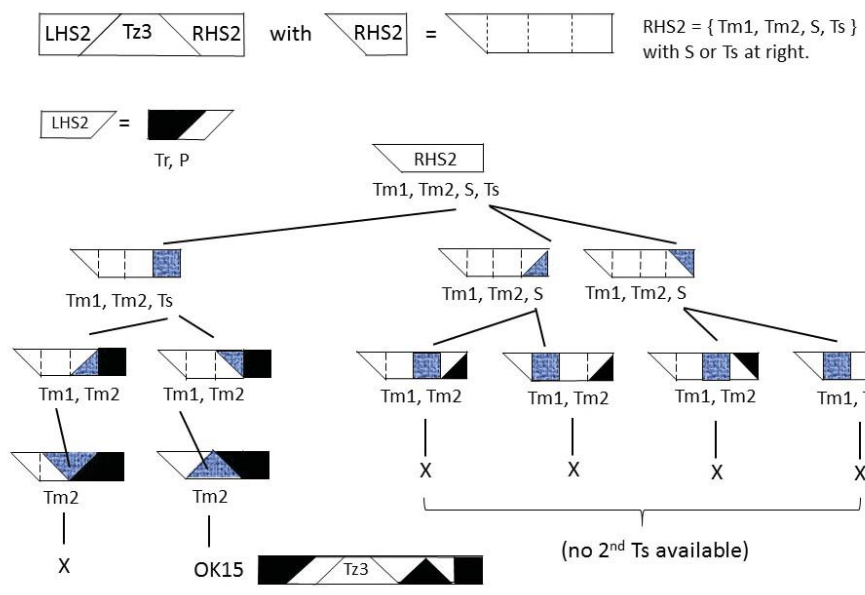 LHS2 Tz3 RHS2 with RHS2 =
RHS2 = { Tm1, Tm2, S, Ts }
with S or Ts at right.
LHS2 =
Tr, P
RHS2
Tm1, Tm2, S, Ts
Tm1, Tm2, Ts Tm1, Tm2, S Tm1, Tm2, S
Tm1, Tm2 Tm1, Tm2 Tm1, Tm2 Tm1, Tm2 Tm1, Tm2 Tm1,
Tm2 Tm2 X X X X
X OK15 Tz3
(no 2nd Ts available)